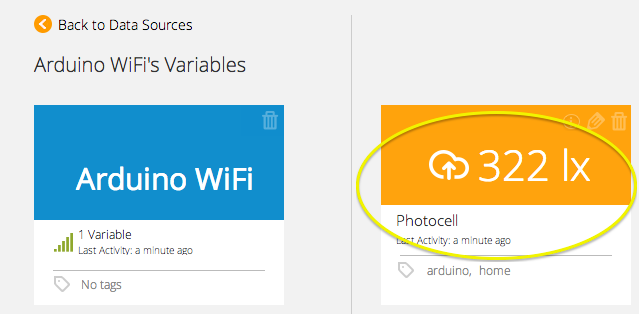 Back to Data Sources
Arduino WiFi's Variables
Arduino WiFi
1 Variable
Last Activity: a minute ago
No tags
322 lx
Photocell
Last Activity: a minute ago
arduino, home